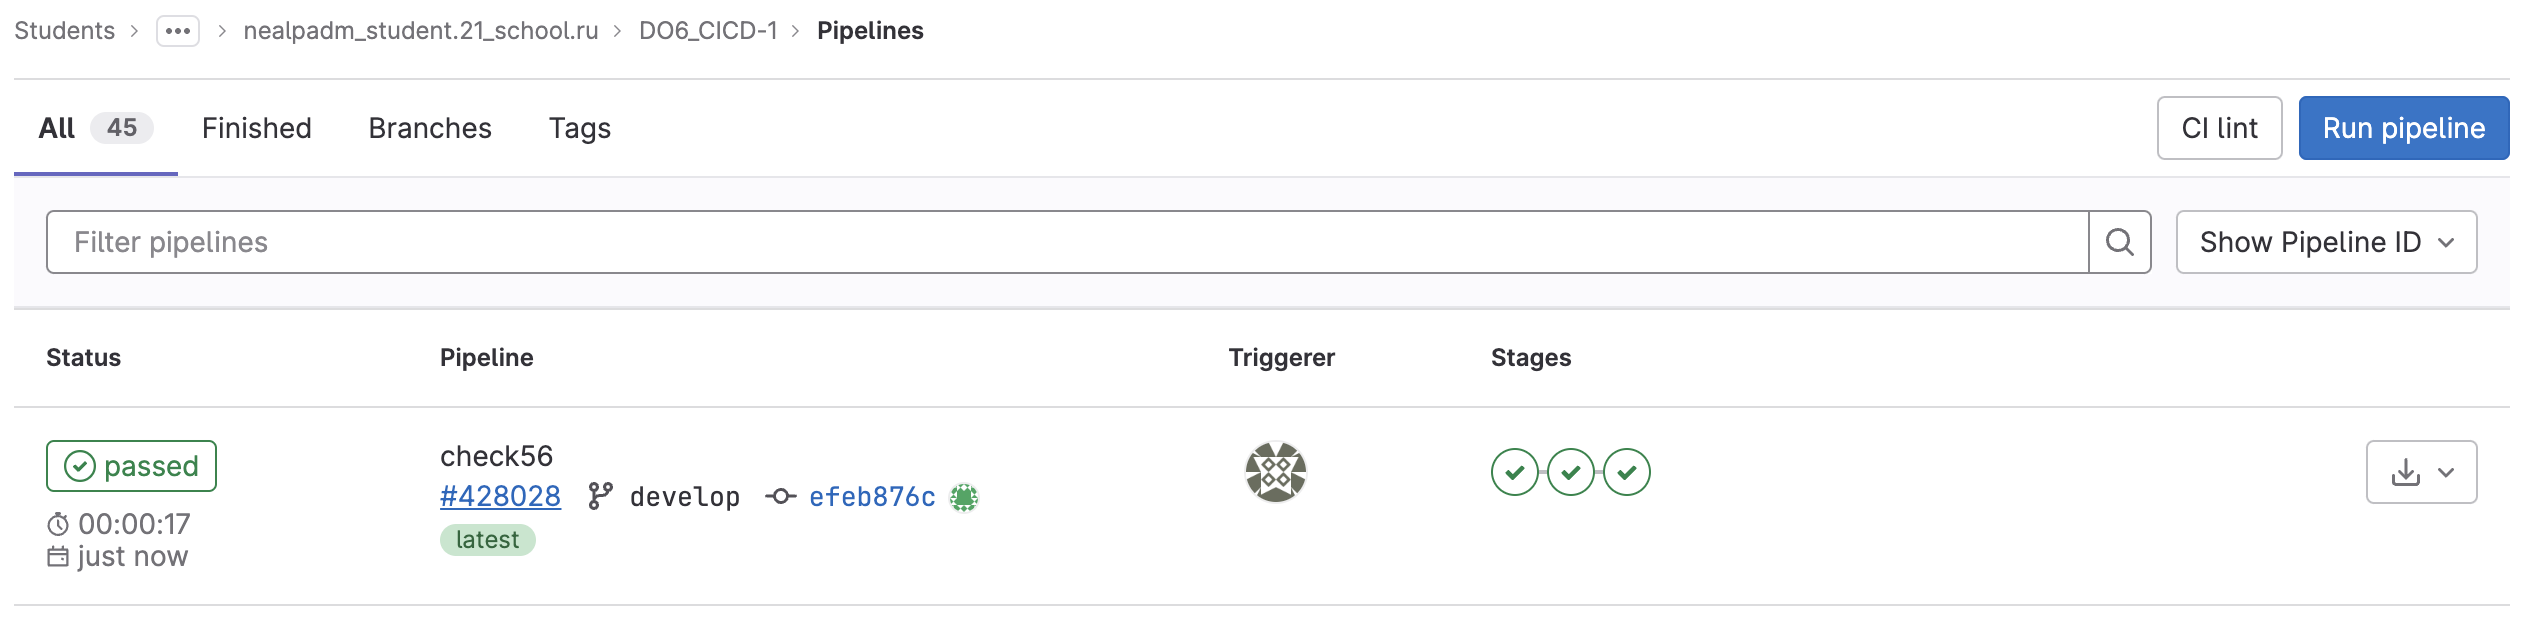 Students > ••• > nealpadm_student.21_school.ru > DO6_CICD-1 > Pipelines
All 45 Finished Branches Tags CI lint Run pipeline
Filter pipelines Show Pipeline ID
Status Pipeline Triggerer Stages
passed check56
#428028 develop efeb876c
00:00:17 latest
just now